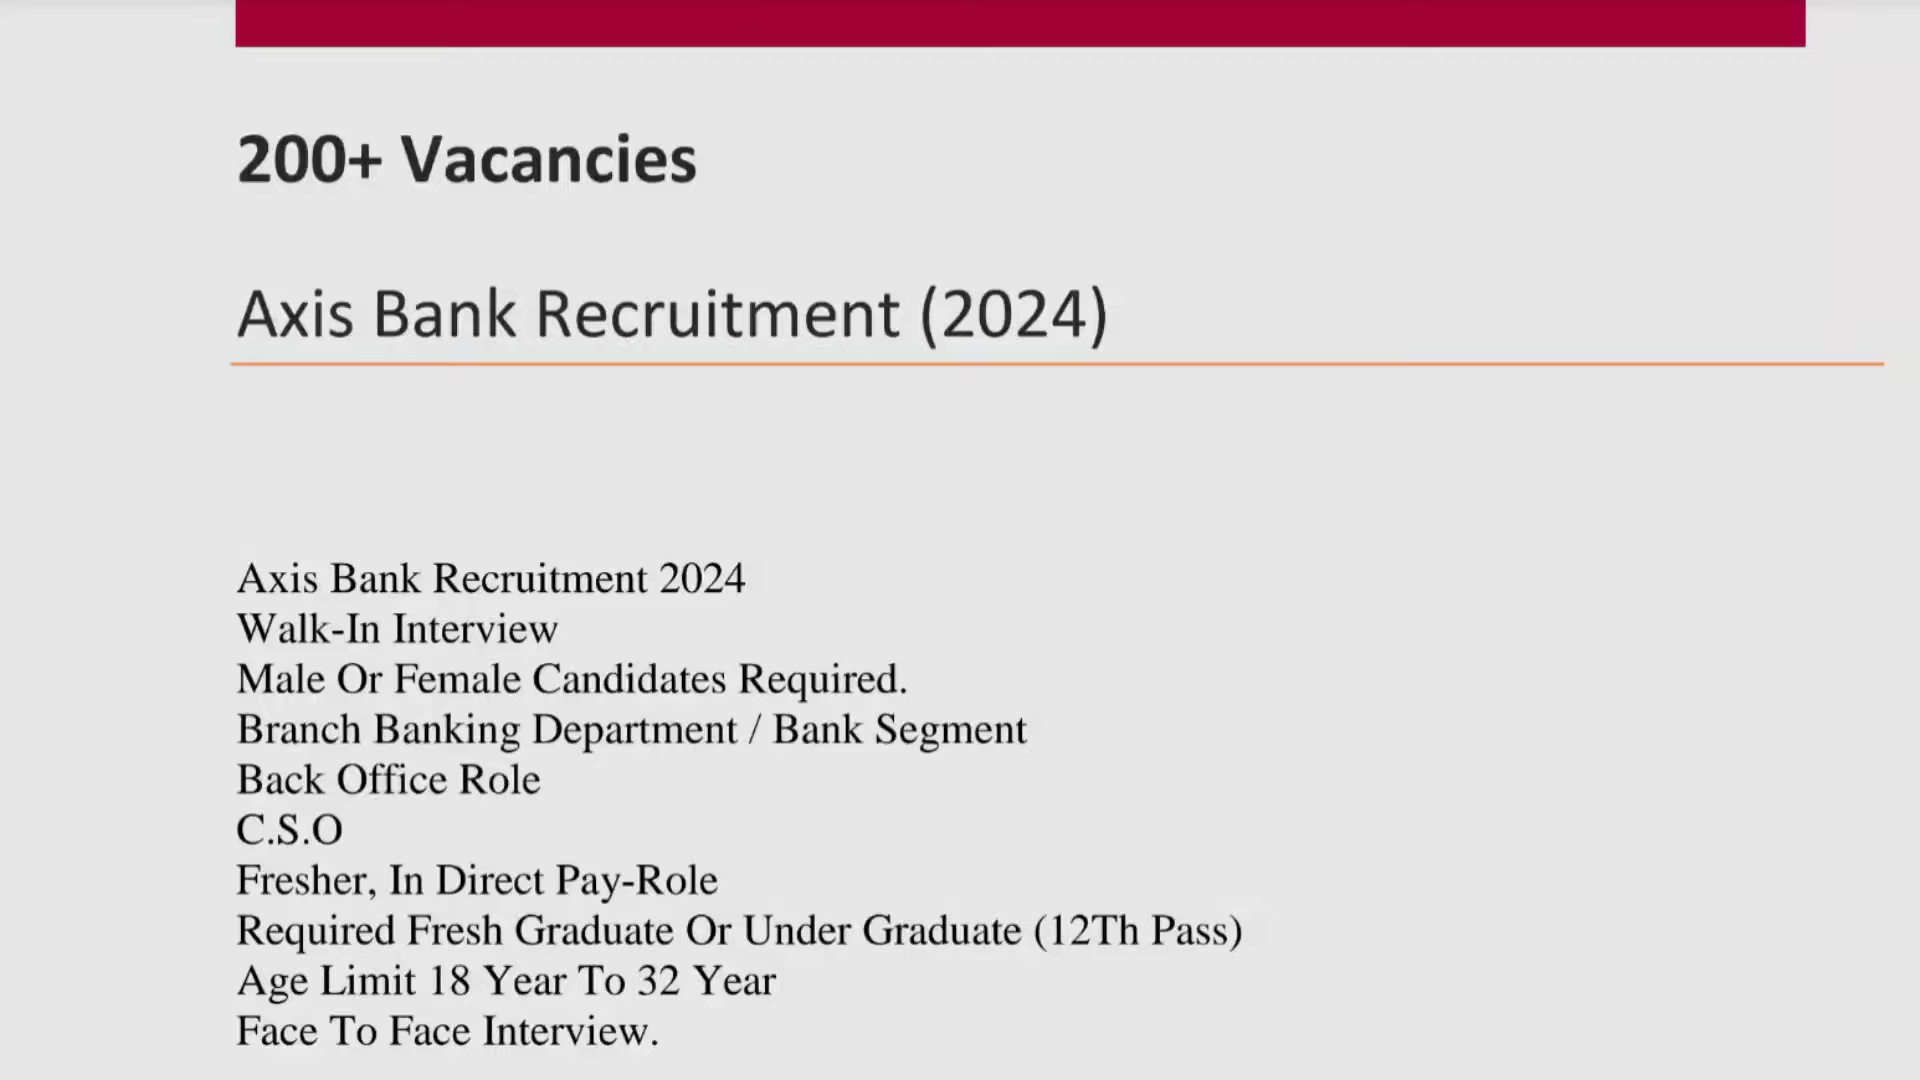 200+ Vacancies
Axis Bank Recruitment (2024)
Axis Bank Recruitment 2024
Walk-In Interview
Male Or Female Candidates Required.
Branch Banking Department / Bank Segment
Back Office Role
C.S.O
Fresher, In Direct Pay-Role
Required Fresh Graduate Or Under Graduate (12Th Pass)
Age Limit 18 Year To 32 Year
Face To Face Interview.